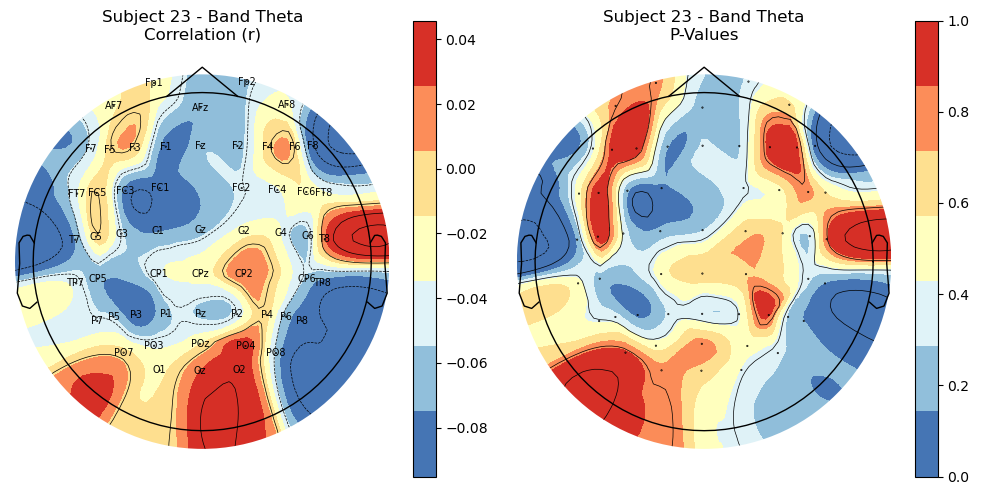 Subject 23 - Band Theta
Correlation (r)
Subject 23 - Band Theta
P-Values
Fp1 Fp2
AF7 AFz AF8
F7 F5 F3 F1 Fz F2 F4 F6 F8
FT7 FC5 FC3 FC1 FC2 FC4 FC6 FT8
T7 C5 C3 C1 Cz C2 C4 C6 T8
TP7 CP5 CP1 CPz CP2 CP6 TP8
P7 P5 P3 P1 Pz P2 P4 P6 P8
PO7 PO3 POz PO4 PO8
O1 Oz O2
0.04
0.02
0.00
−0.02
−0.04
−0.06
−0.08
1.0
0.8
0.6
0.4
0.2
0.0